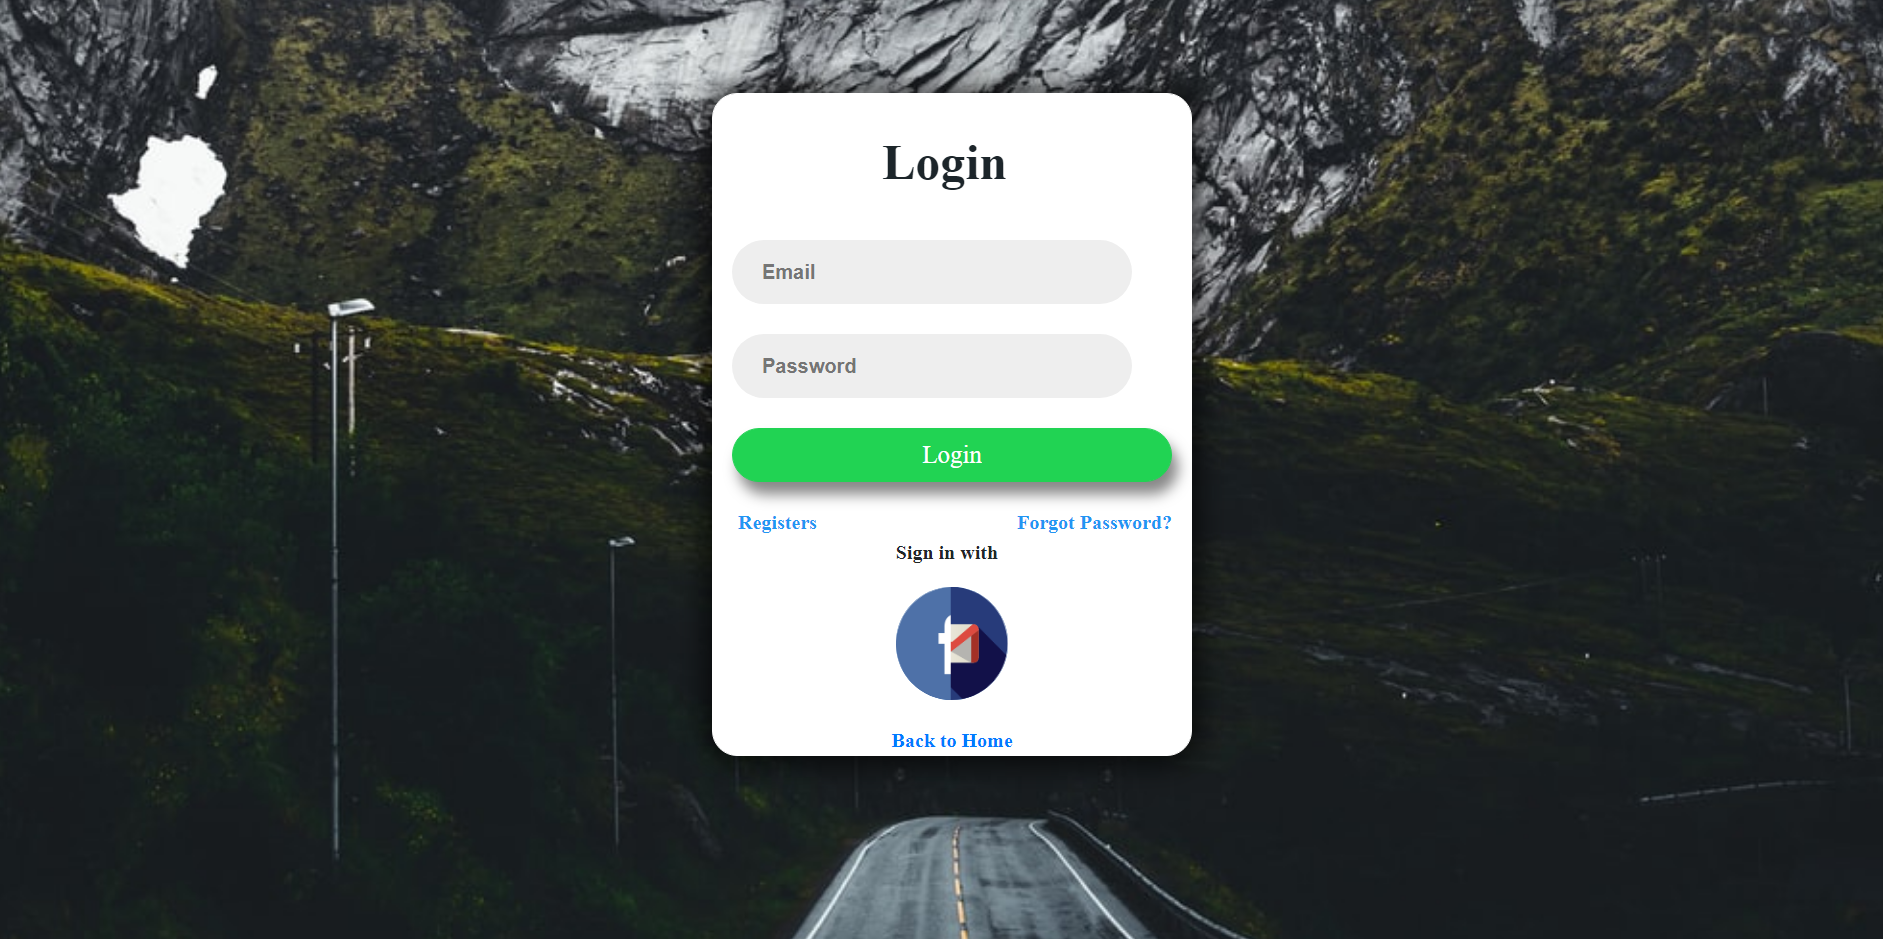 Login
Email
Password
Login
Registers Forgot Password?
Sign in with
Back to Home